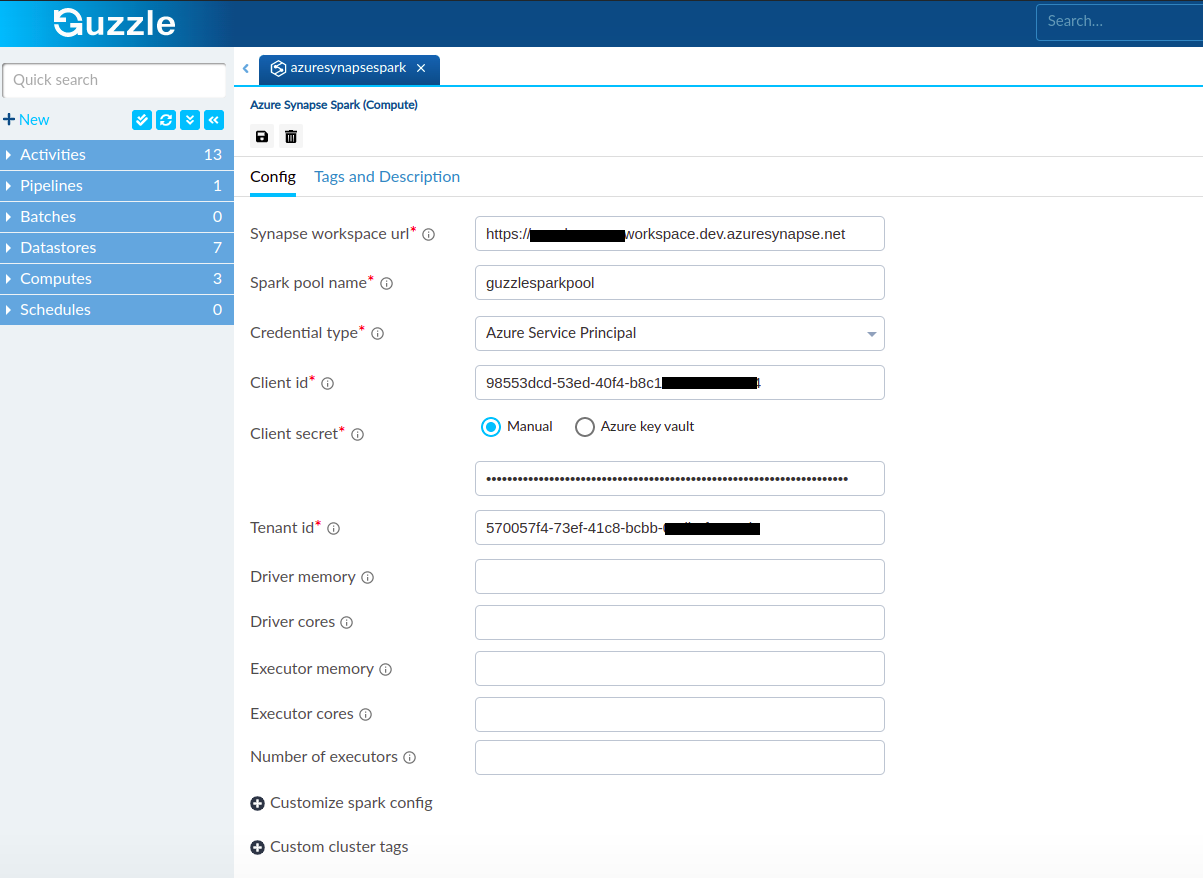 Guzzle
Search...
Quick search
New
Activities 13
Pipelines 1
Batches 0
Datastores 7
Computes 3
Schedules 0
azuresynapsespark
Azure Synapse Spark (Compute)
Config Tags and Description
Synapse workspace url* https://workspace.dev.azuresynapse.net
Spark pool name* guzzlesparkpool
Credential type* Azure Service Principal
Client id* 98553dcd-53ed-40f4-b8c1
Client secret* Manual Azure key vault
Tenant id* 570057f4-73ef-41c8-bcbb-
Driver memory
Driver cores
Executor memory
Executor cores
Number of executors
Customize spark config
Custom cluster tags